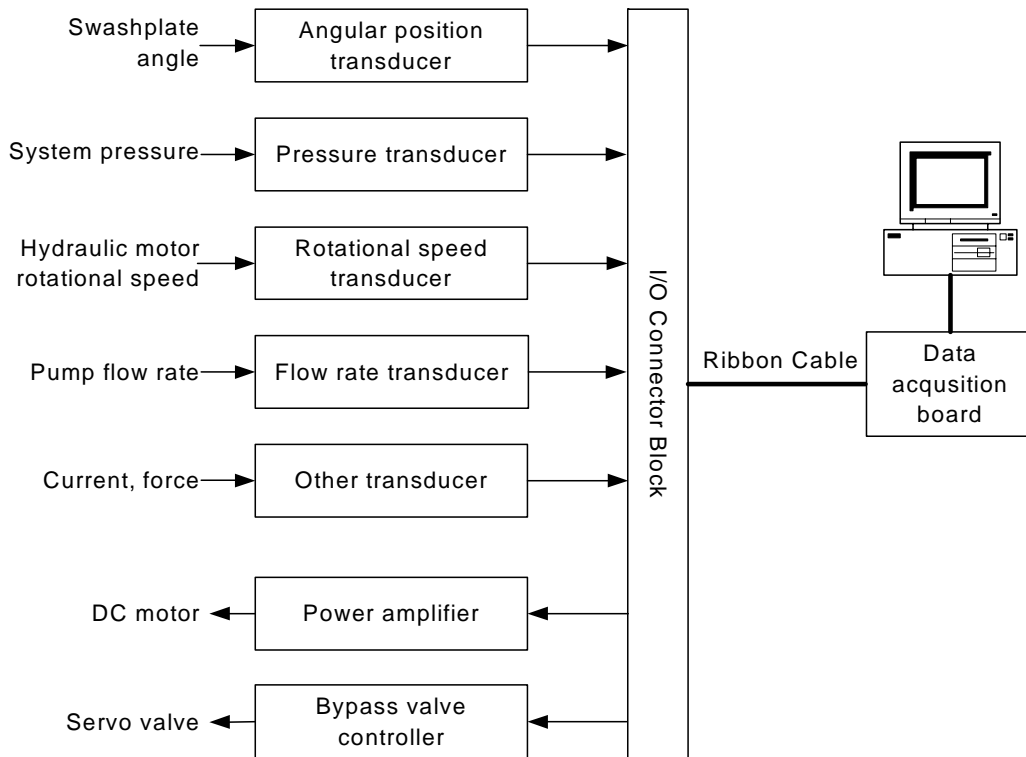 Swashplate
angle
Angular position
transducer
System pressure
Pressure transducer
Hydraulic motor
rotational speed
Rotational speed
transducer
Pump flow rate
Flow rate transducer
Current, force
Other transducer
DC motor
Power amplifier
Servo valve
Bypass valve
controller
I/O Connector Block
Ribbon Cable
Data
acqusition
board